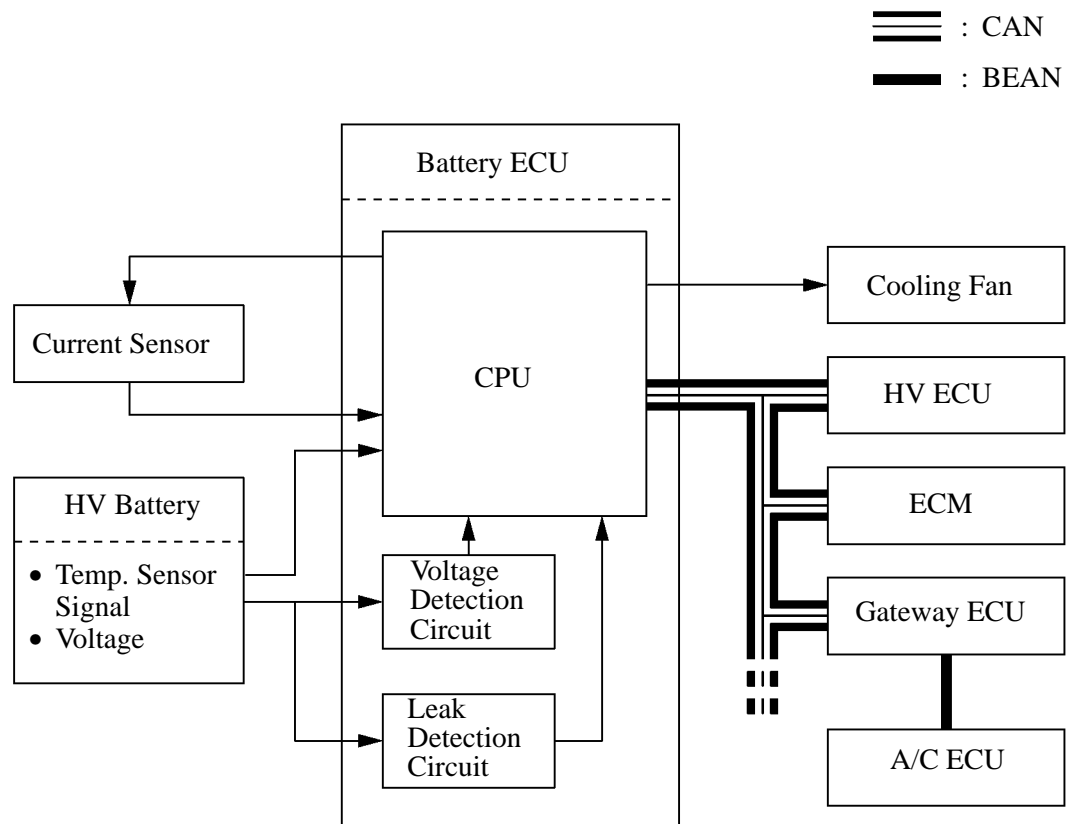 : CAN
: BEAN
Battery ECU
CPU
Current Sensor
HV Battery
• Temp. Sensor
Signal
• Voltage
Voltage
Detection
Circuit
Leak
Detection
Circuit
Cooling Fan
HV ECU
ECM
Gateway ECU
A/C ECU